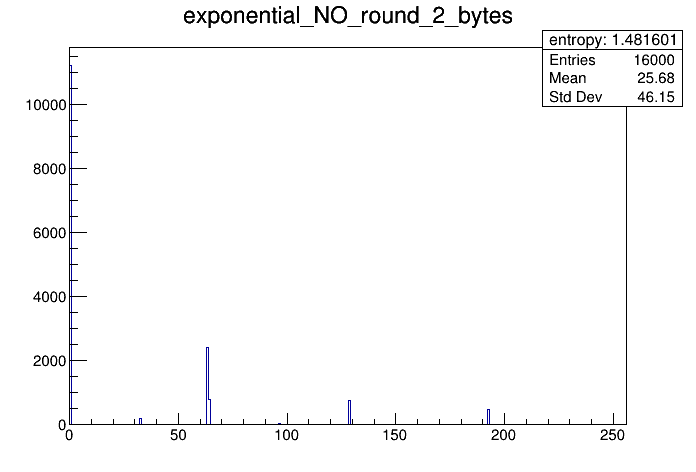 exponential_NO_round_2_bytes
entropy: 1.481601
Entries 16000
Mean 25.68
Std Dev 46.15
10000
8000
6000
4000
2000
0
0 50 100 150 200 250